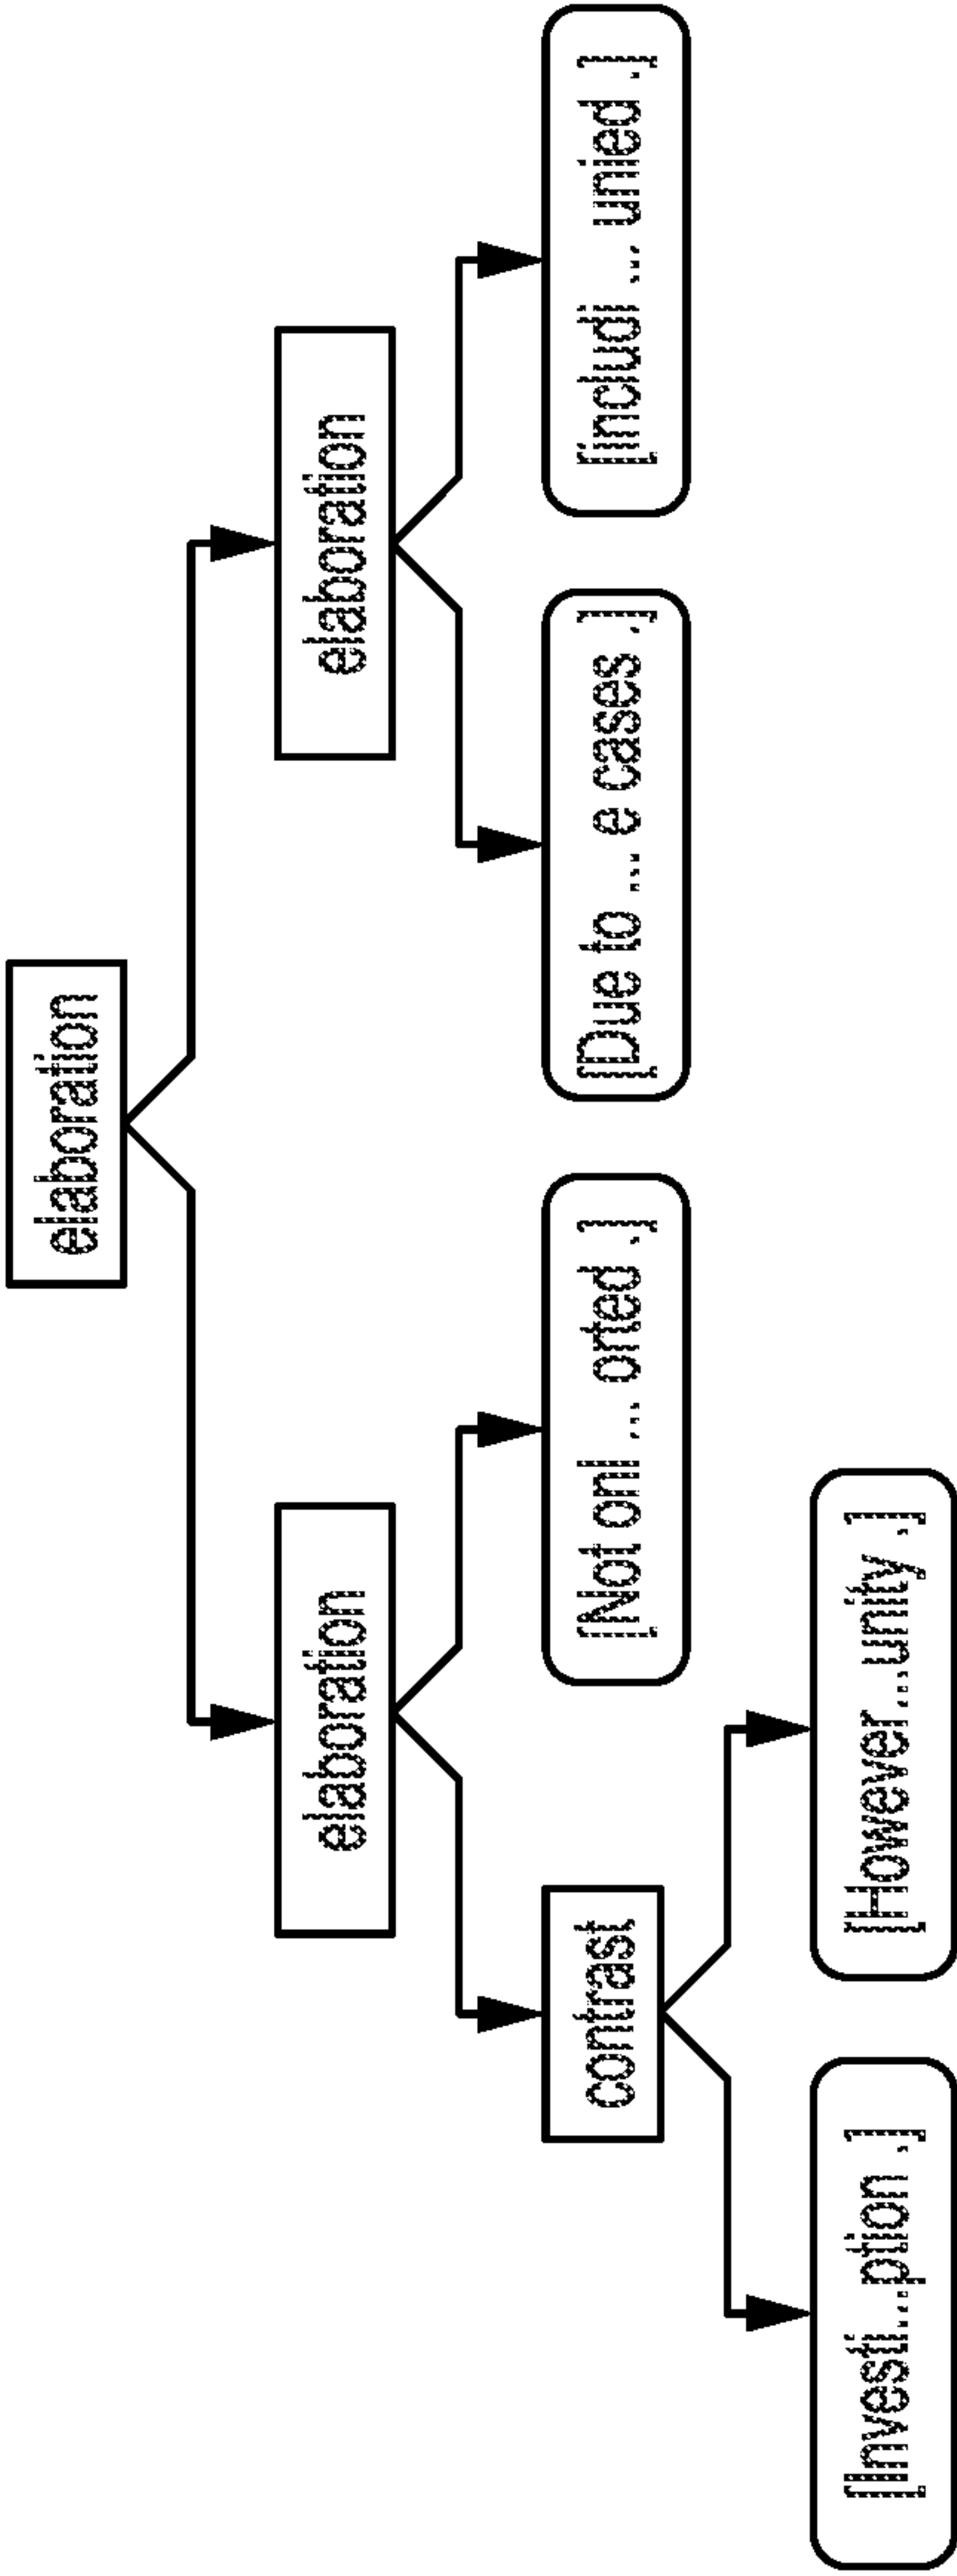 elaboration
elaboration
elaboration
contrast
[Not onl ... orted .]
[Due to ... e cases .]
[includi ... unied .]
[Investi...ption .]
[However...unity .]